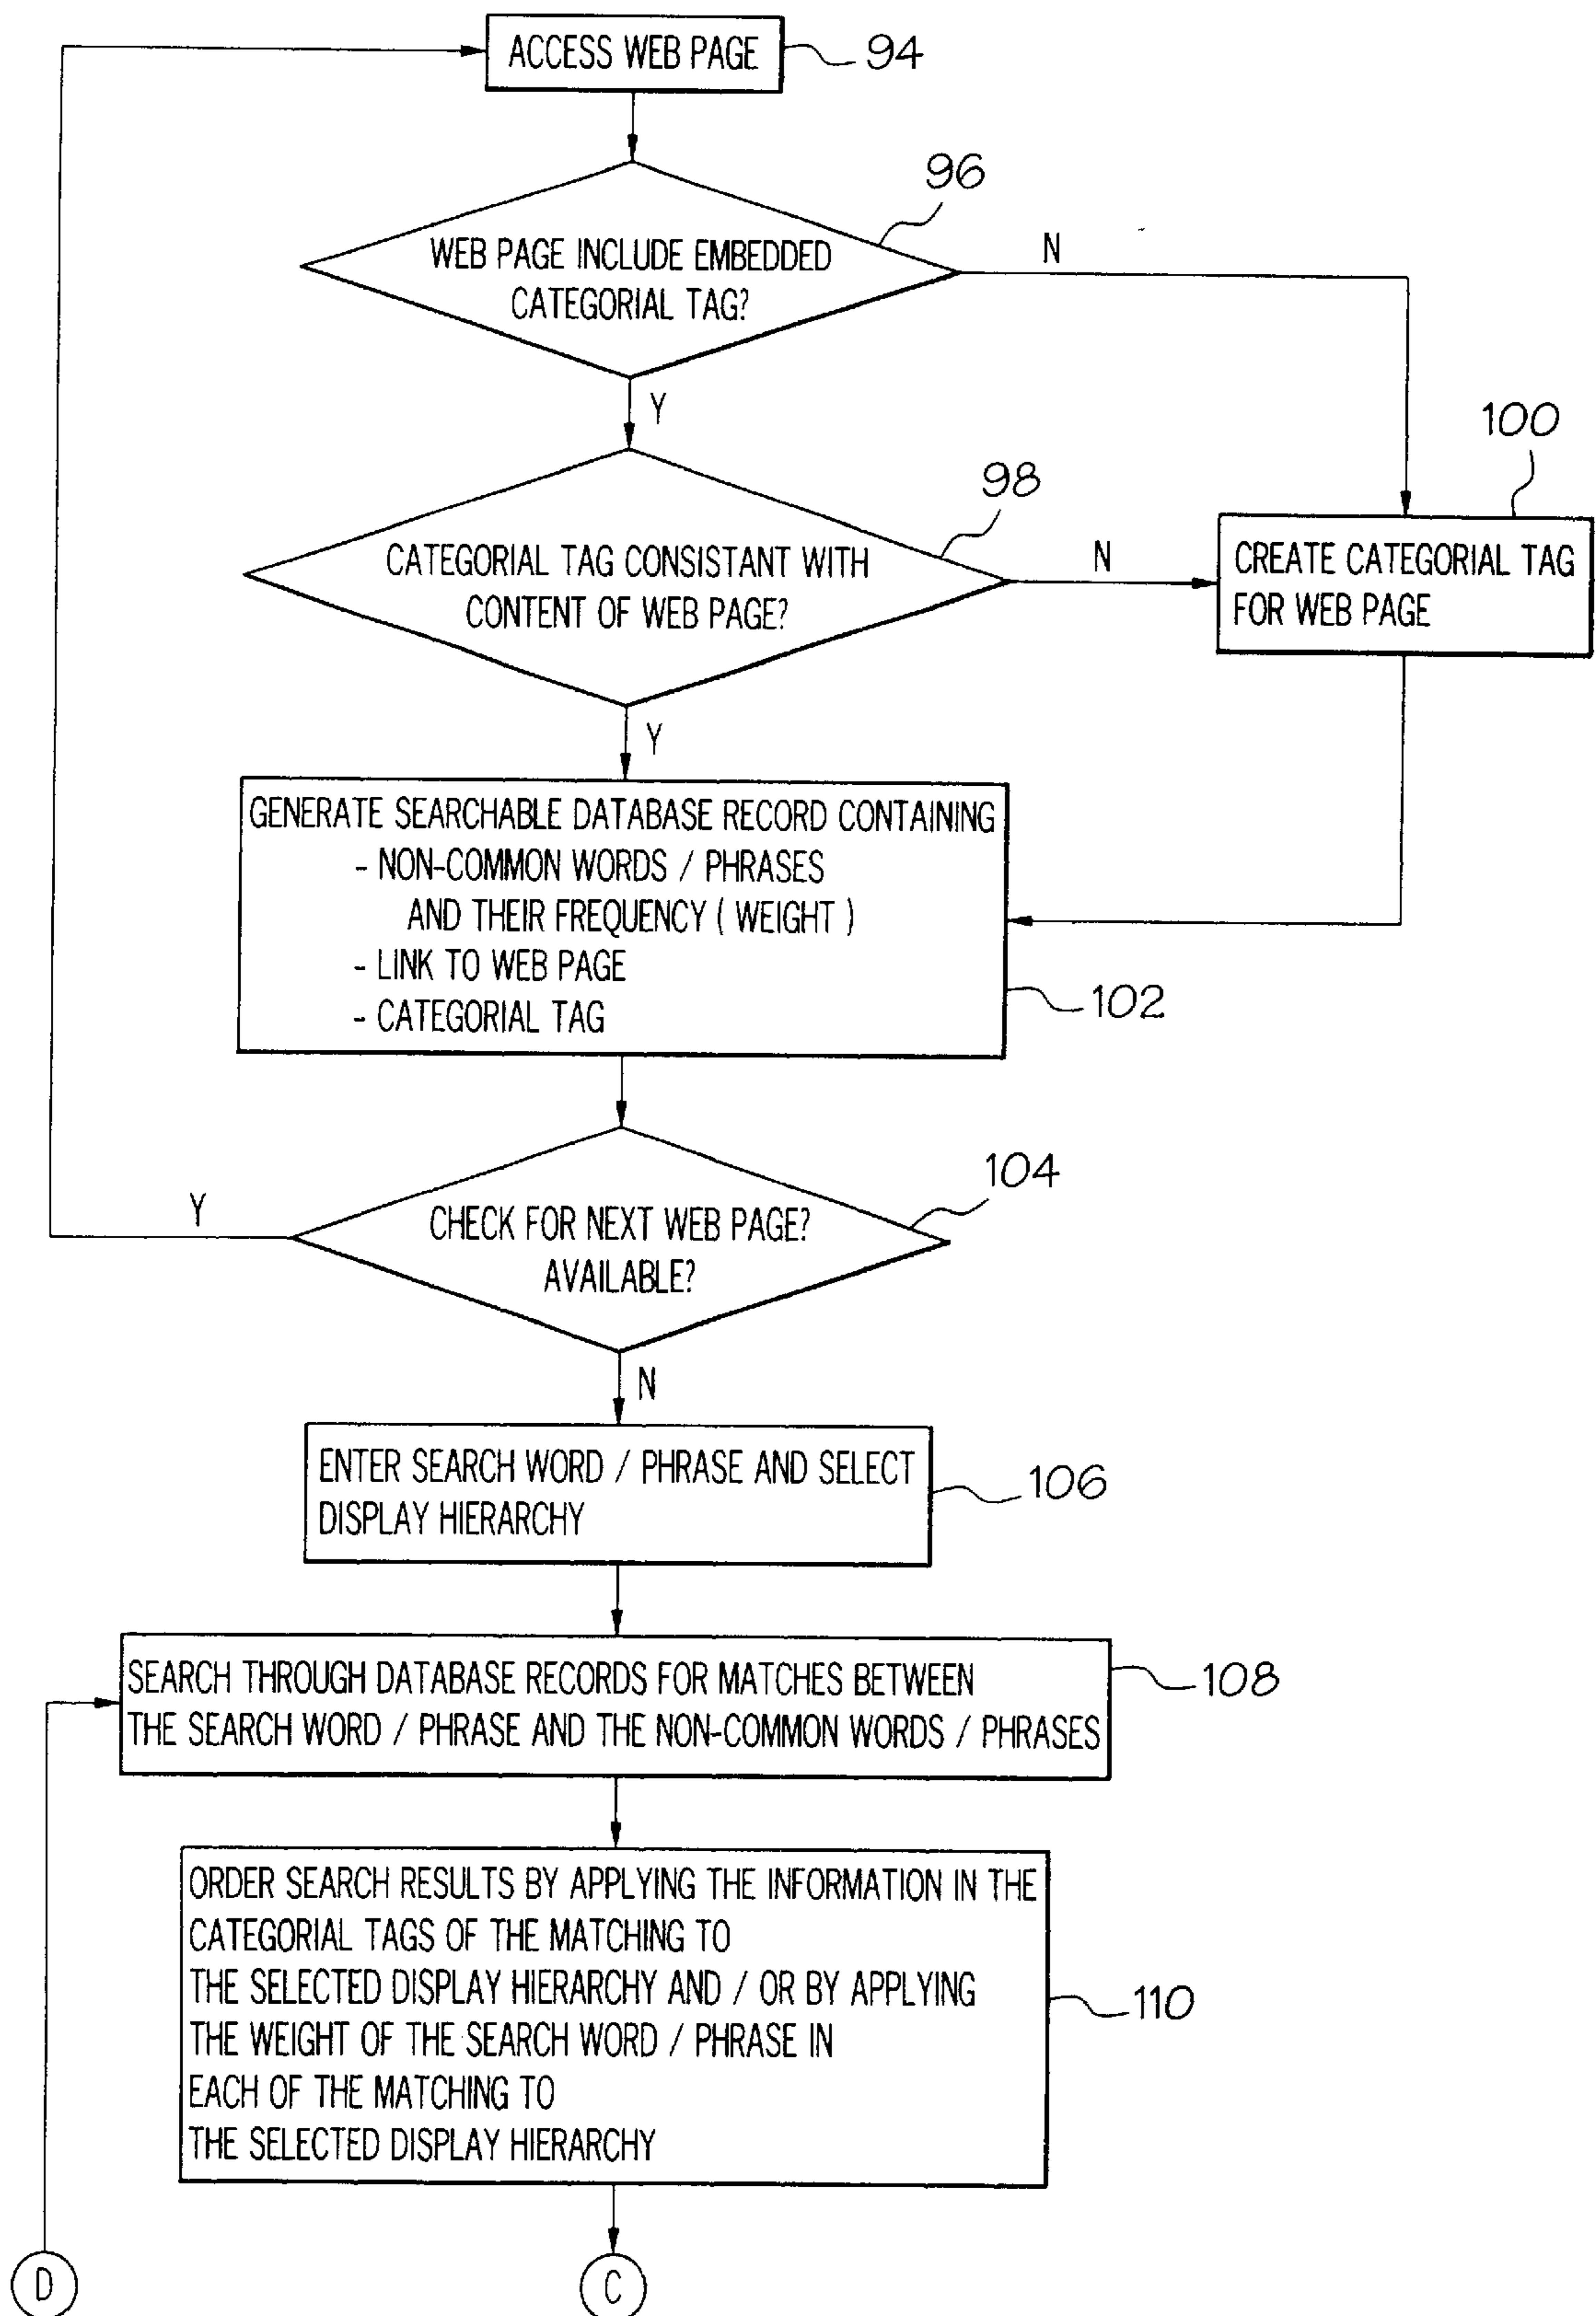 ACCESS WEB PAGE
94
96
WEB PAGE INCLUDE EMBEDDED
CATEGORIAL TAG?
N
Y
100
98
CATEGORIAL TAG CONSISTANT WITH
CONTENT OF WEB PAGE?
N
CREATE CATEGORIAL TAG
FOR WEB PAGE
Y
GENERATE SEARCHABLE DATABASE RECORD CONTAINING
- NON-COMMON WORDS / PHRASES
AND THEIR FREQUENCY ( WEIGHT )
- LINK TO WEB PAGE
- CATEGORIAL TAG
102
104
Y
CHECK FOR NEXT WEB PAGE?
AVAILABLE?
N
ENTER SEARCH WORD / PHRASE AND SELECT
DISPLAY HIERARCHY
106
SEARCH THROUGH DATABASE RECORDS FOR MATCHES BETWEEN
THE SEARCH WORD / PHRASE AND THE NON-COMMON WORDS / PHRASES
108
ORDER SEARCH RESULTS BY APPLYING THE INFORMATION IN THE
CATEGORIAL TAGS OF THE MATCHING TO
THE SELECTED DISPLAY HIERARCHY AND / OR BY APPLYING
THE WEIGHT OF THE SEARCH WORD / PHRASE IN
EACH OF THE MATCHING TO
THE SELECTED DISPLAY HIERARCHY
110
D
C